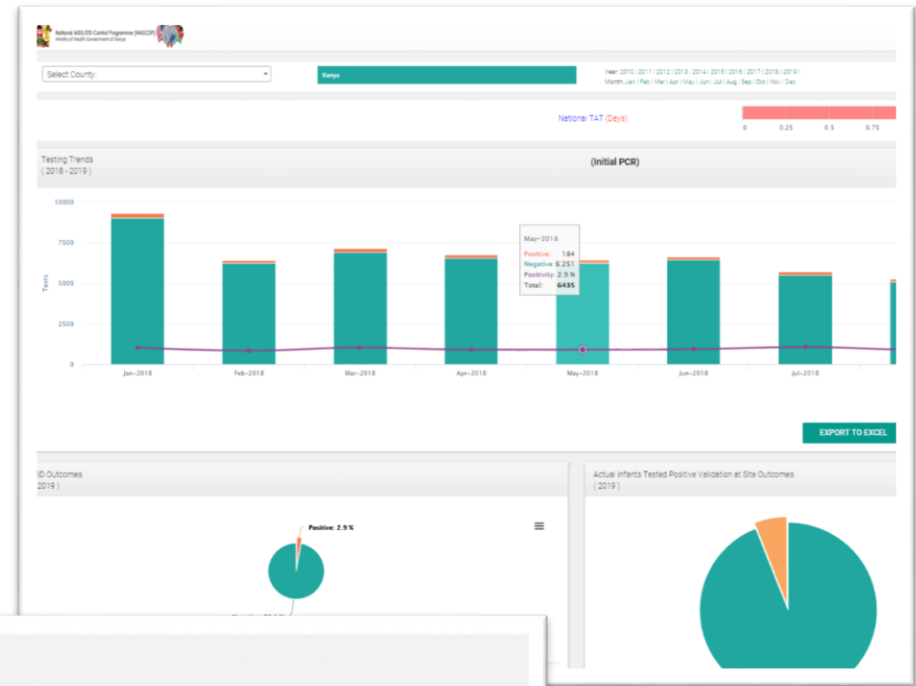 National AIDS/STI Control Programme (NASCOP)
Ministry of Health Government of Kenya
Select County:
Kenya
Year: 2010 | 2011 | 2012 | 2013 | 2014 | 2015 | 2016 | 2017 | 2018 | 2019 |
Month: Jan | Feb | Mar | Apr | May | Jun | Jul | Aug | Sep | Oct | Nov | Dec
National TAT (Days)
0 0.25 0.5 0.75
Testing Trends
( 2018 - 2019 )
(Initial PCR)
10000
7500
5000
2500
0
Tests
May-2018
Positive: 184
Negative: 6 251
Positivity: 2.9 %
Total: 6435
Jan-2018 Feb-2018 Mar-2018 Apr-2018 May-2018 Jun-2018 Jul-2018
EXPORT TO EXCEL
ID Outcomes
2019 )
Positive: 2.9 %
Actual Infants Tested Positive Validation at Site Outcomes
( 2019 )